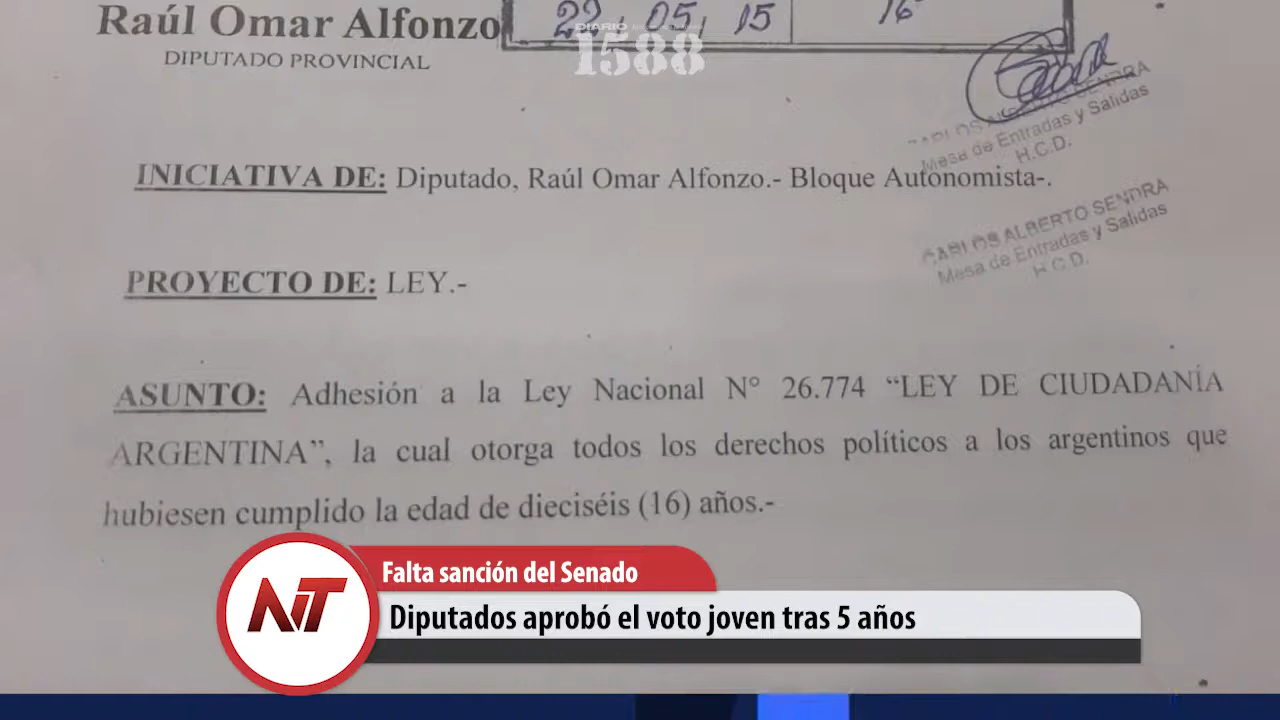 Raúl Omar Alfonzo
DIPUTADO PROVINCIAL
29 05 15
16
DIARIO
1588
Mesa de Entradas y Salidas
H.C.D.
INICIATIVA DE: Diputado, Raúl Omar Alfonzo.- Bloque Autonomista-.
CARLOS ALBERTO SENDRA
Mesa de Entradas y Salidas
H.C.D.
PROYECTO DE: LEY.-
ASUNTO: Adhesión a la Ley Nacional N° 26.774 “LEY DE CIUDADANÍA
ARGENTINA”, la cual otorga todos los derechos políticos a los argentinos que
hubiesen cumplido la edad de dieciséis (16) años.-
NiT
Falta sanción del Senado
Diputados aprobó el voto joven tras 5 años